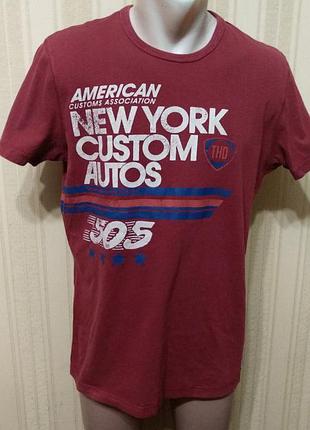 AMERICAN
CUSTOMS ASSOCIATION
NEW YORK
CUSTOM
AUTOS
THD
505